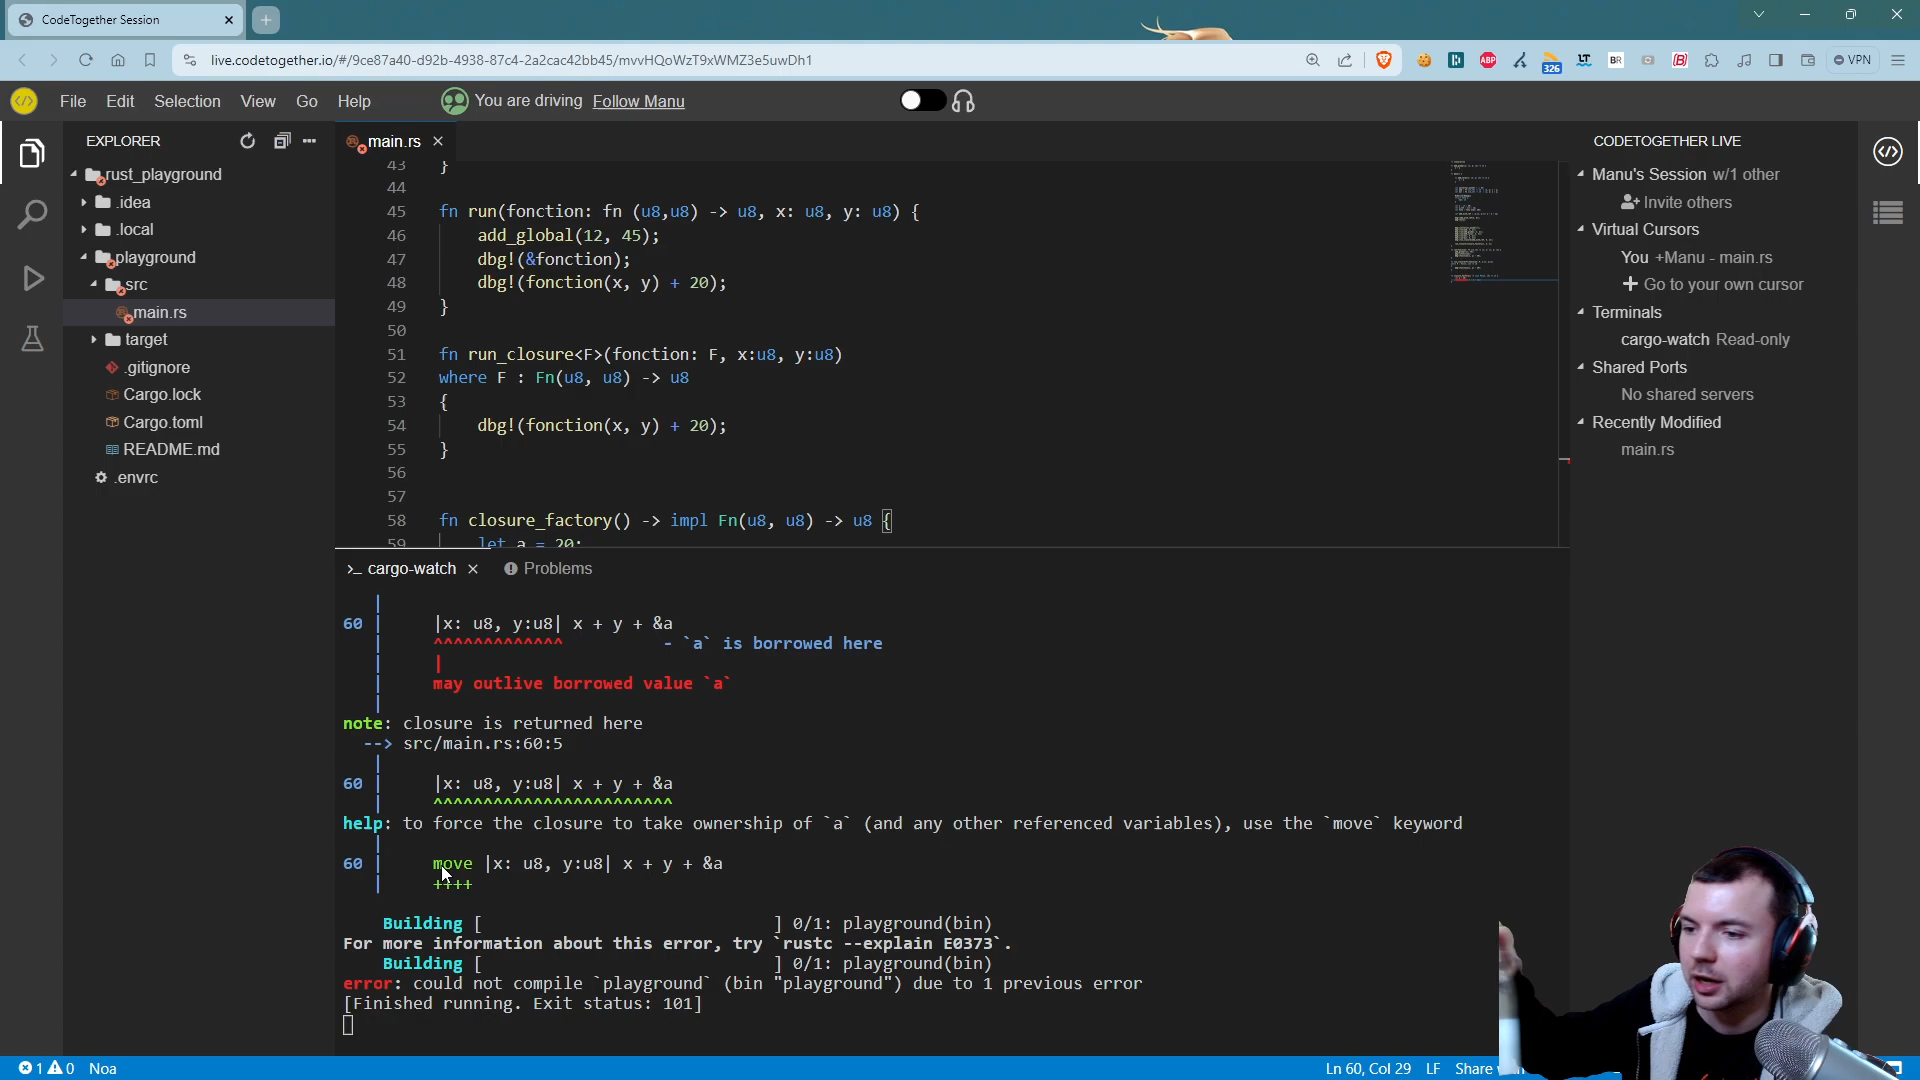 CodeTogether Session
live.codetogether.io/#/9ce87a40-d92b-4938-87c4-2a2cac42bb45/mvvHQoWzT9xWMZ3e5uwDh1
326
ABP
LT
BR
VPN
File Edit Selection View Go Help
You are driving Follow Manu
EXPLORER
rust_playground
.idea
.local
playground
src
main.rs
target
.gitignore
Cargo.lock
Cargo.toml
README.md
.envrc
main.rs
43 }
44
45 fn run(fonction: fn (u8,u8) -> u8, x: u8, y: u8) {
46 add_global(12, 45);
47 dbg!(&fonction);
48 dbg!(fonction(x, y) + 20);
49 }
50
51 fn run_closure<F>(fonction: F, x:u8, y:u8)
52 where F : Fn(u8, u8) -> u8
53 {
54 dbg!(fonction(x, y) + 20);
55 }
56
57
58 fn closure_factory() -> impl Fn(u8, u8) -> u8 {
59 let a = 20;
cargo-watch Problems
|
60 | |x: u8, y:u8| x + y + &a
| ^^^^^^^^^^^^^ - `a` is borrowed here
| |
| may outlive borrowed value `a`
|
note: closure is returned here
--> src/main.rs:60:5
|
60 | |x: u8, y:u8| x + y + &a
| ^^^^^^^^^^^^^^^^^^^^^^^^
help: to force the closure to take ownership of `a` (and any other referenced variables), use the `move` keyword
|
60 | move |x: u8, y:u8| x + y + &a
| ++++
Building [ ] 0/1: playground(bin)
For more information about this error, try `rustc --explain E0373`.
Building [ ] 0/1: playground(bin)
error: could not compile `playground` (bin "playground") due to 1 previous error
[Finished running. Exit status: 101]
CODETOGETHER LIVE
Manu's Session w/1 other
Invite others
Virtual Cursors
You +Manu - main.rs
Go to your own cursor
Terminals
cargo-watch Read-only
Shared Ports
No shared servers
Recently Modified
main.rs
1 0 Noa
Ln 60, Col 29 LF Share